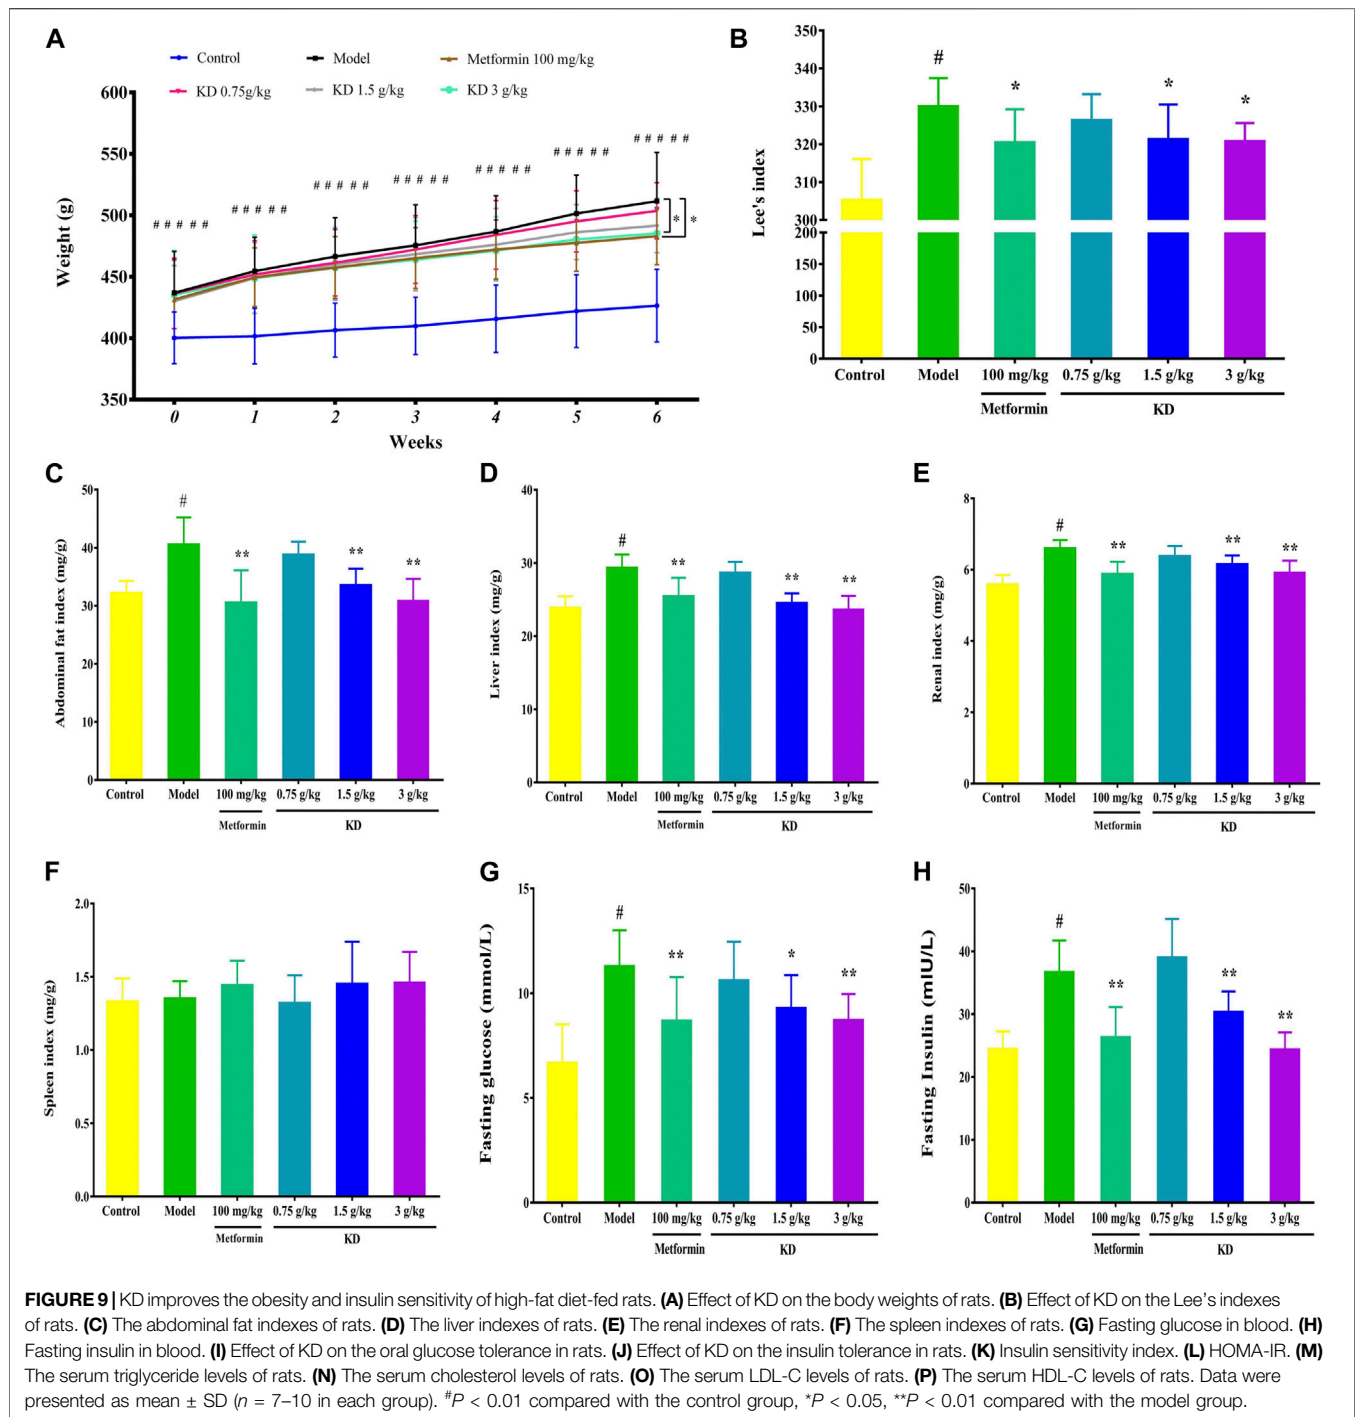 A
Control
Model
Metformin 100 mg/kg
KD 0.75g/kg
KD 1.5 g/kg
KD 3 g/kg
Weight (g)
600
550
500
450
400
350
# # # # #
# # # # #
# # # # #
# # # # #
# # # # #
# # # # #
# # # # #
* *
0 1 2 3 4 5 6
Weeks
B
Lee's index
350
340
330
320
310
300
200
150
100
50
0
# * * *
Control Model 100 mg/kg 0.75 g/kg 1.5 g/kg 3 g/kg
Metformin KD
C
Abdominal fat index (mg/g)
50
40
30
20
10
0
# ** ** **
Control Model 100 mg/kg 0.75 g/kg 1.5 g/kg 3 g/kg
Metformin KD
D
Liver index (mg/g)
40
30
20
10
0
# ** ** **
Control Model 100 mg/kg 0.75 g/kg 1.5 g/kg 3 g/kg
Metformin KD
E
Renal index (mg/g)
8
6
4
2
0
# ** ** **
Control Model 100 mg/kg 0.75 g/kg 1.5 g/kg 3 g/kg
Metformin KD
F
Spleen index (mg/g)
2.0
1.5
1.0
0.5
0.0
Control Model 100 mg/kg 0.75 g/kg 1.5 g/kg 3 g/kg
Metformin KD
G
Fasting glucose (mmol/L)
15
10
5
0
# ** * **
Control Model 100 mg/kg 0.75 g/kg 1.5 g/kg 3 g/kg
Metformin KD
H
Fasting Insulin (mIU/L)
50
40
30
20
10
0
# ** ** **
Control Model 100 mg/kg 0.75 g/kg 1.5 g/kg 3 g/kg
Metformin KD
FIGURE 9 | KD improves the obesity and insulin sensitivity of high-fat diet-fed rats. (A) Effect of KD on the body weights of rats. (B) Effect of KD on the Lee's indexes
of rats. (C) The abdominal fat indexes of rats. (D) The liver indexes of rats. (E) The renal indexes of rats. (F) The spleen indexes of rats. (G) Fasting glucose in blood. (H)
Fasting insulin in blood. (I) Effect of KD on the oral glucose tolerance in rats. (J) Effect of KD on the insulin tolerance in rats. (K) Insulin sensitivity index. (L) HOMA-IR. (M)
The serum triglyceride levels of rats. (N) The serum cholesterol levels of rats. (O) The serum LDL-C levels of rats. (P) The serum HDL-C levels of rats. Data were
presented as mean ± SD (n = 7–10 in each group). #P < 0.01 compared with the control group, *P < 0.05, **P < 0.01 compared with the model group.